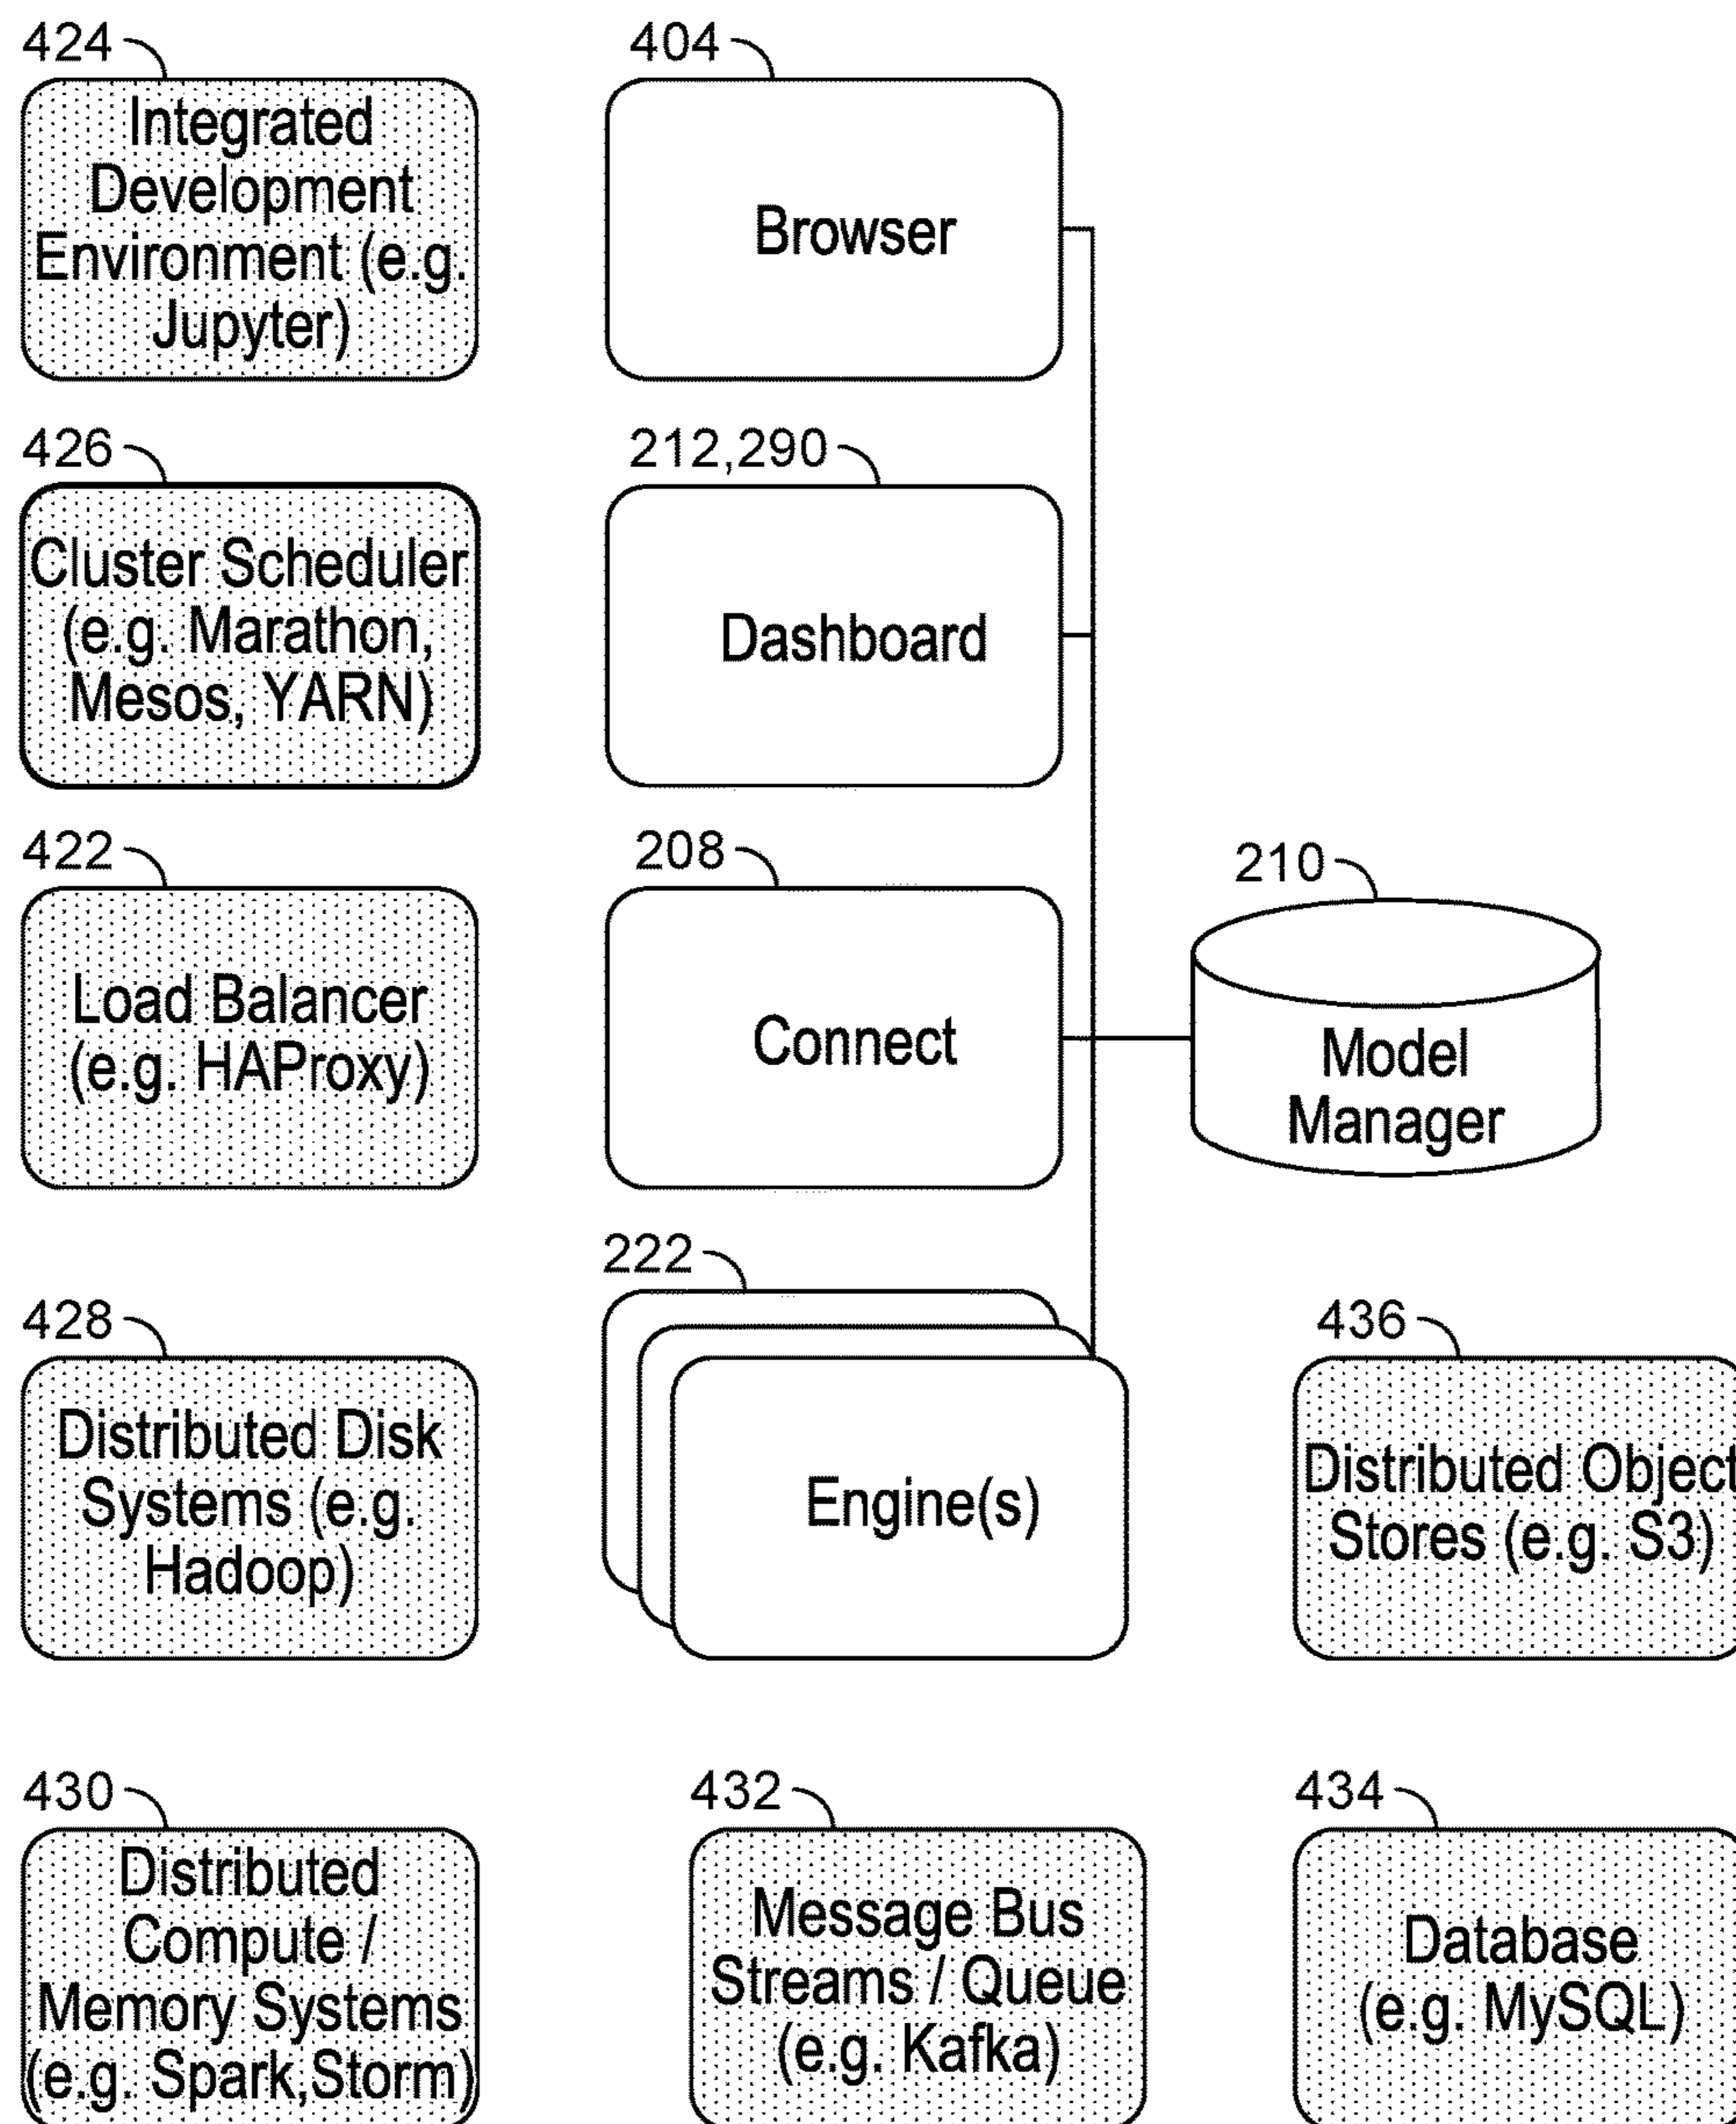 424
Integrated
Development
Environment (e.g.
Jupyter)
404
Browser
426
Cluster Scheduler
(e.g. Marathon,
Mesos, YARN)
212,290
Dashboard
422
Load Balancer
(e.g. HAProxy)
208
Connect
210
Model
Manager
428
Distributed Disk
Systems (e.g.
Hadoop)
222
Engine(s)
436
Distributed Object
Stores (e.g. S3)
430
Distributed
Compute /
Memory Systems
(e.g. Spark,Storm)
432
Message Bus
Streams / Queue
(e.g. Kafka)
434
Database
(e.g. MySQL)